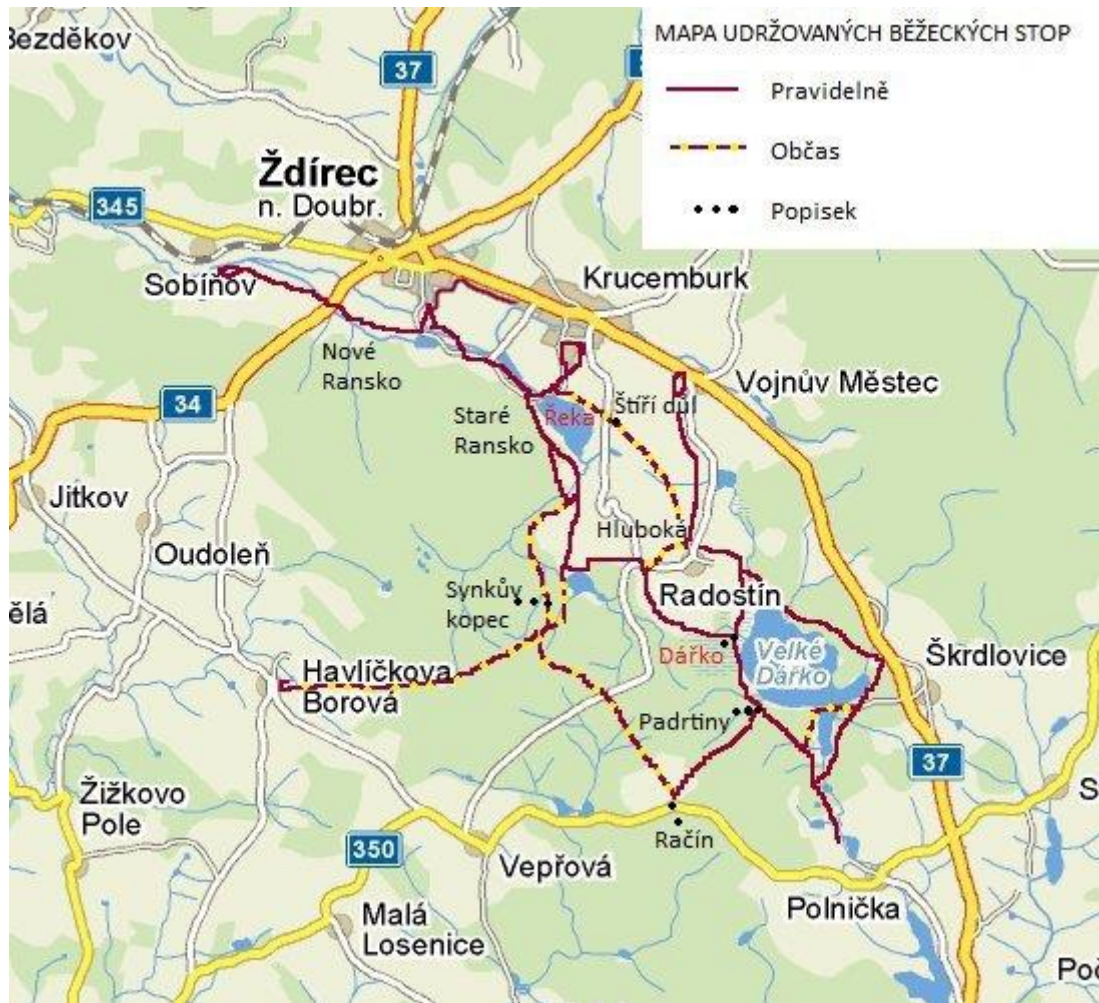 Bezděkov
MAPA UDRŽOVANÝCH BĚŽECKÝCH STOP
37
Pravidelně
Občas
Ždírec
n. Doubr.
345
Popisek
Sobíňov
Krucemburk
Nové
Ransko
Vojnův Městec
34
Staré
Ransko
Řeka
Štíří důl
Jitkov
Hluboká
Oudoleň
Synkův
kopec
Radostín
ělá
Dářko
Velké
Dářko
Škrdlovice
Havlíčkova
Borová
Padrtiny
37
Žižkovo
Pole
S
Račín
350
Vepřová
Polnička
Malá
Losenice
Poč